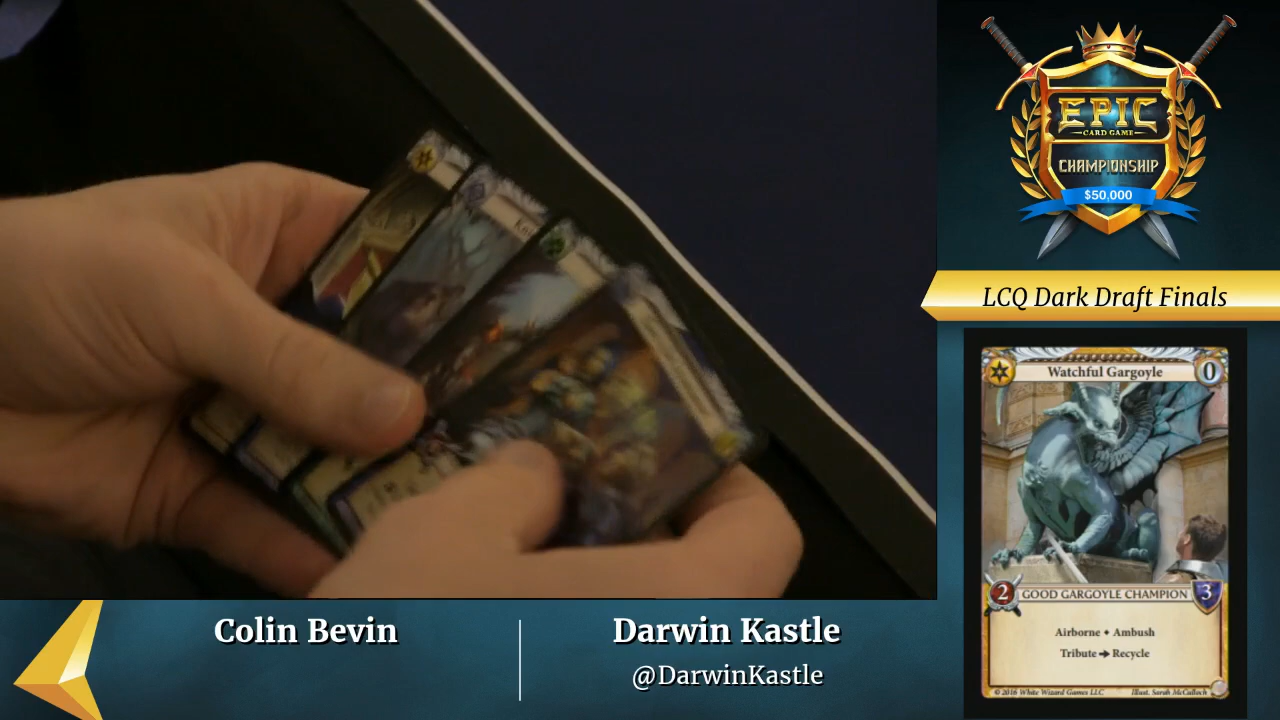 EPIC
CARD GAME
CHAMPIONSHIP
$50,000
LCQ Dark Draft Finals
Watchful Gargoyle
0
2
GOOD GARGOYLE CHAMPION
3
Airborne • Ambush
Tribute ➔ Recycle
© 2016 White Wizard Games LLC
Illust. Sarah McCulloch
Colin Bevin
Darwin Kastle
@DarwinKastle